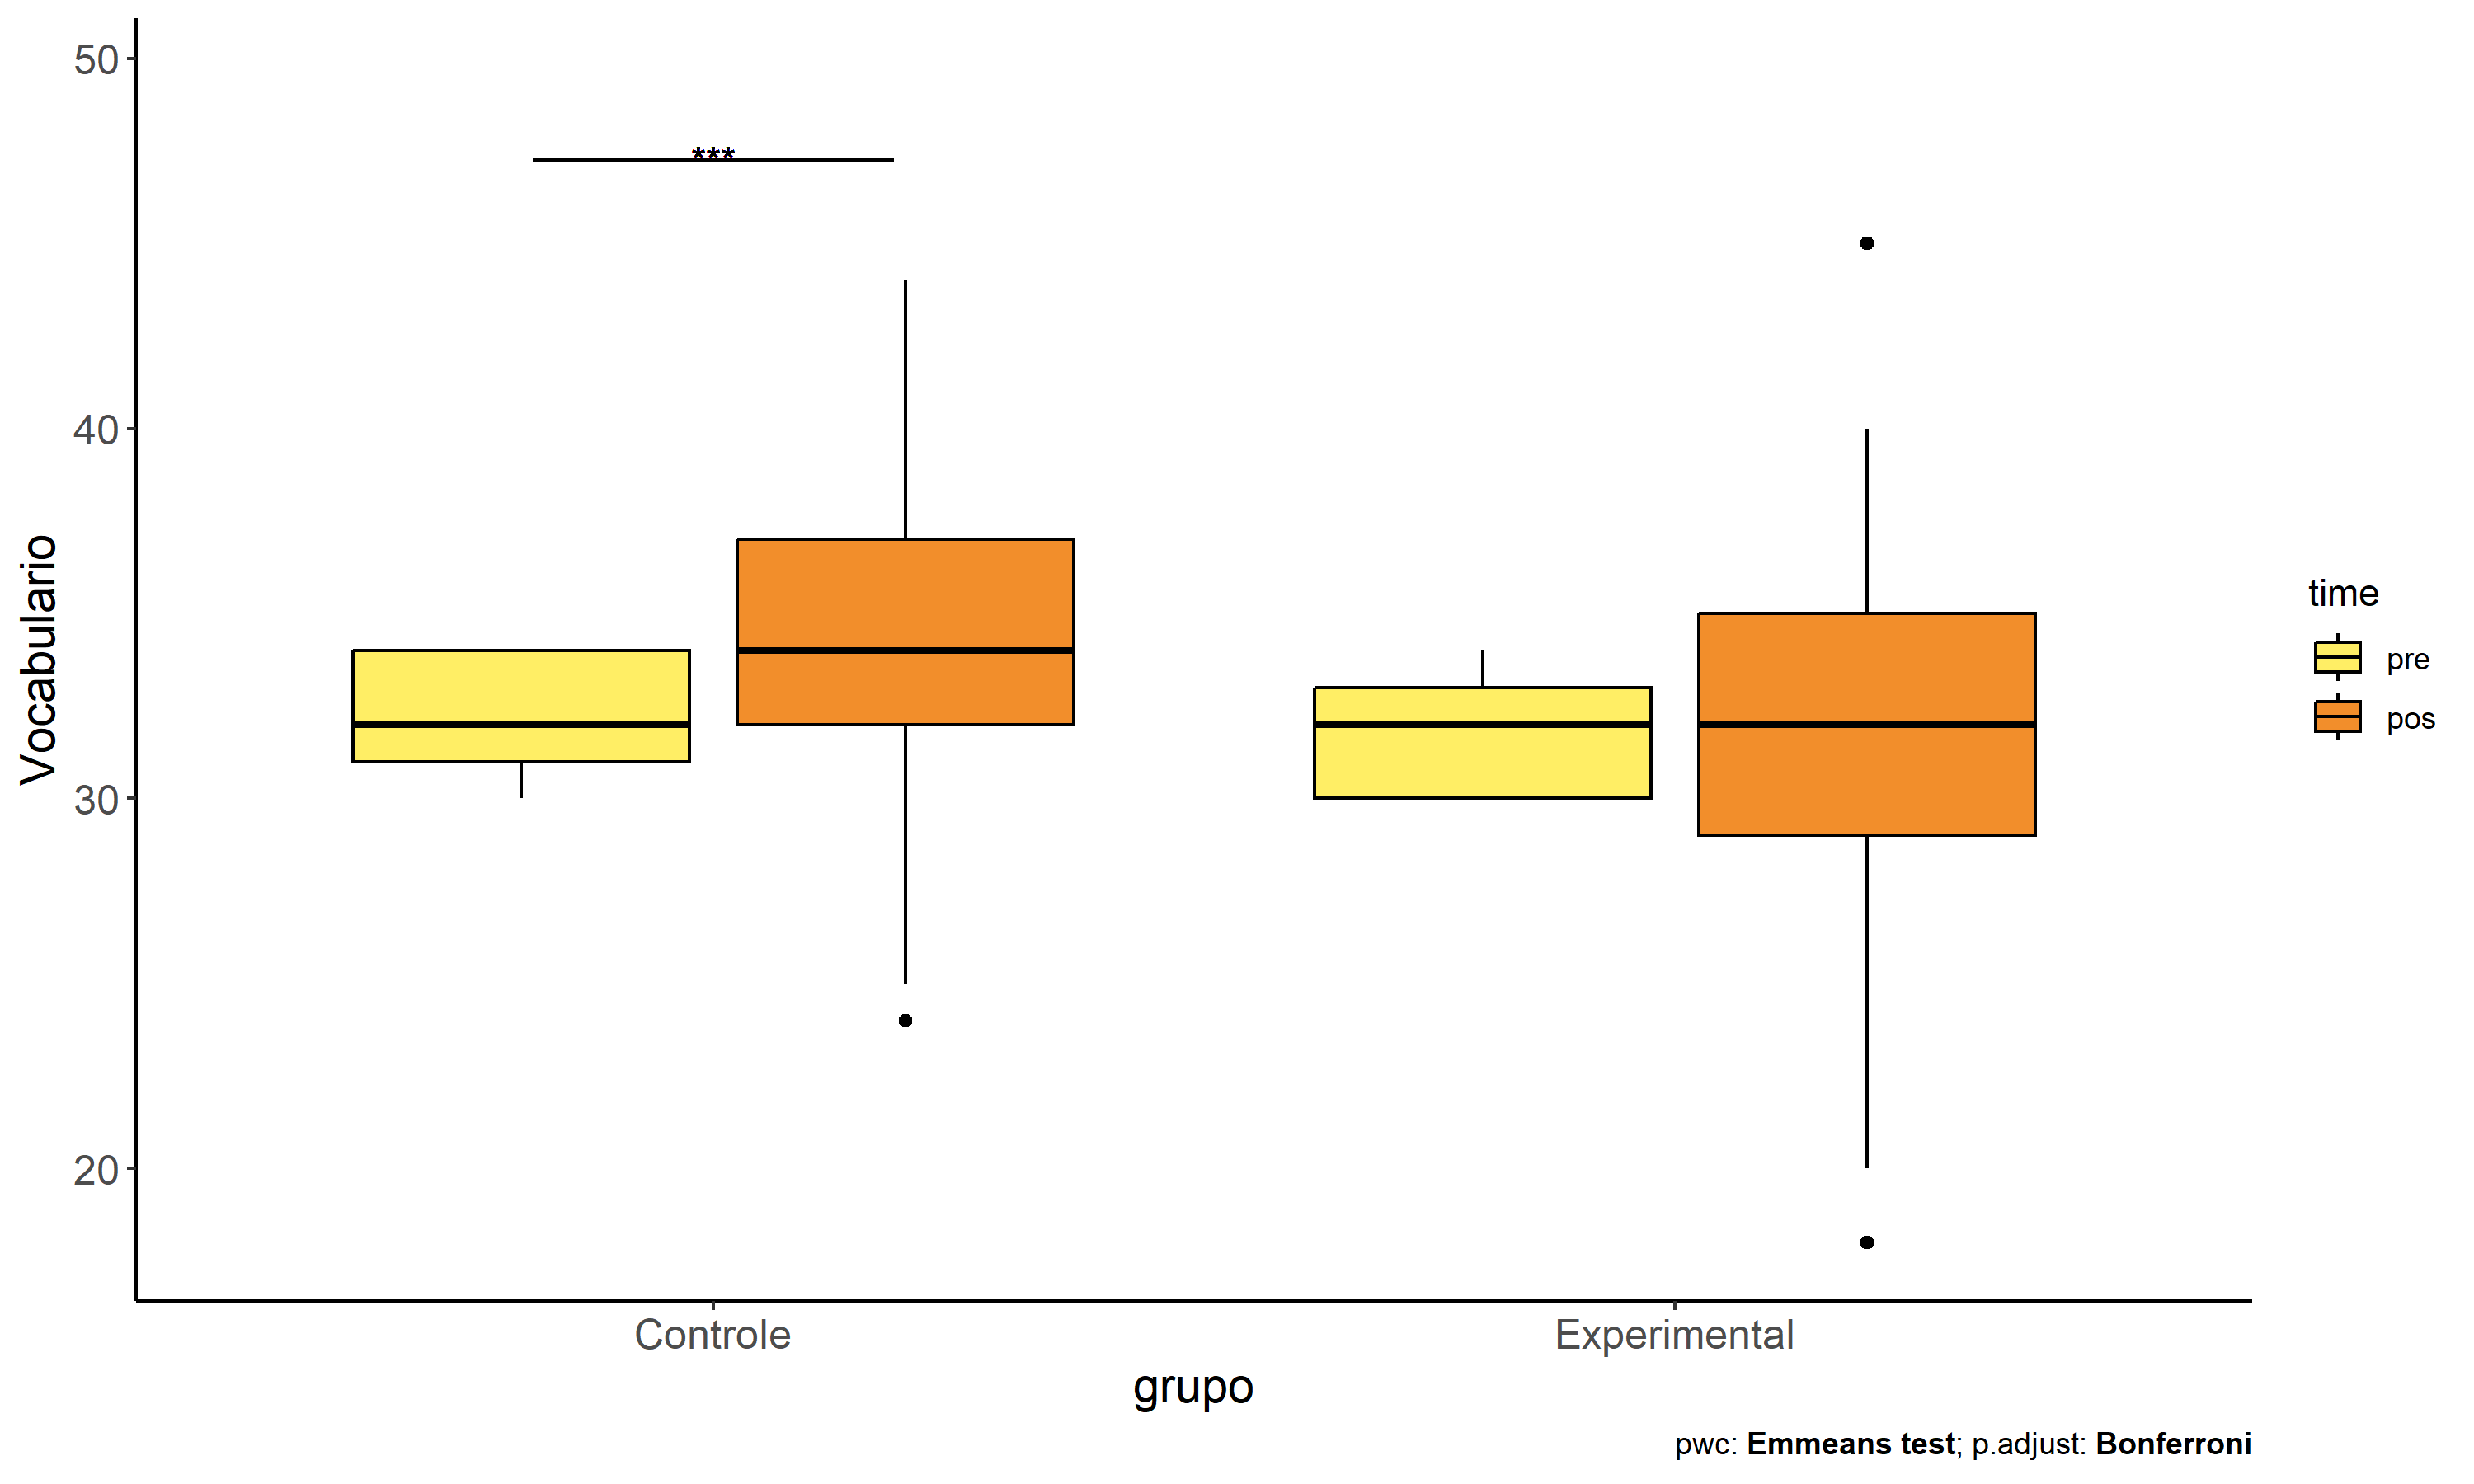 50
40
30
20
Vocabulario
***
Controle
Experimental
grupo
time
pre
pos
pwc: Emmeans test; p.adjust: Bonferroni